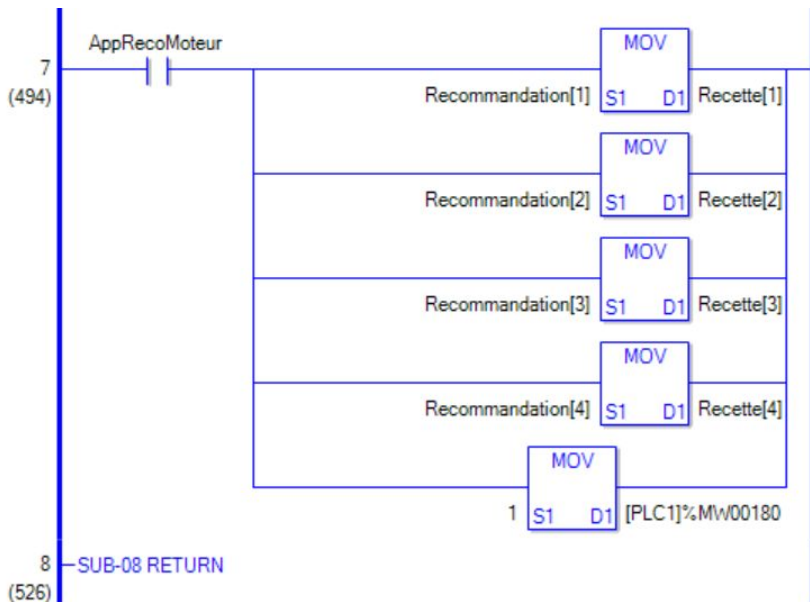 AppRecoMoteur
MOV
7
(494)
Recommandation[1] S1 D1 Recette[1]
MOV
Recommandation[2] S1 D1 Recette[2]
MOV
Recommandation[3] S1 D1 Recette[3]
MOV
Recommandation[4] S1 D1 Recette[4]
MOV
1 S1 D1 [PLC1]%MW00180
8 SUB-08 RETURN
(526)